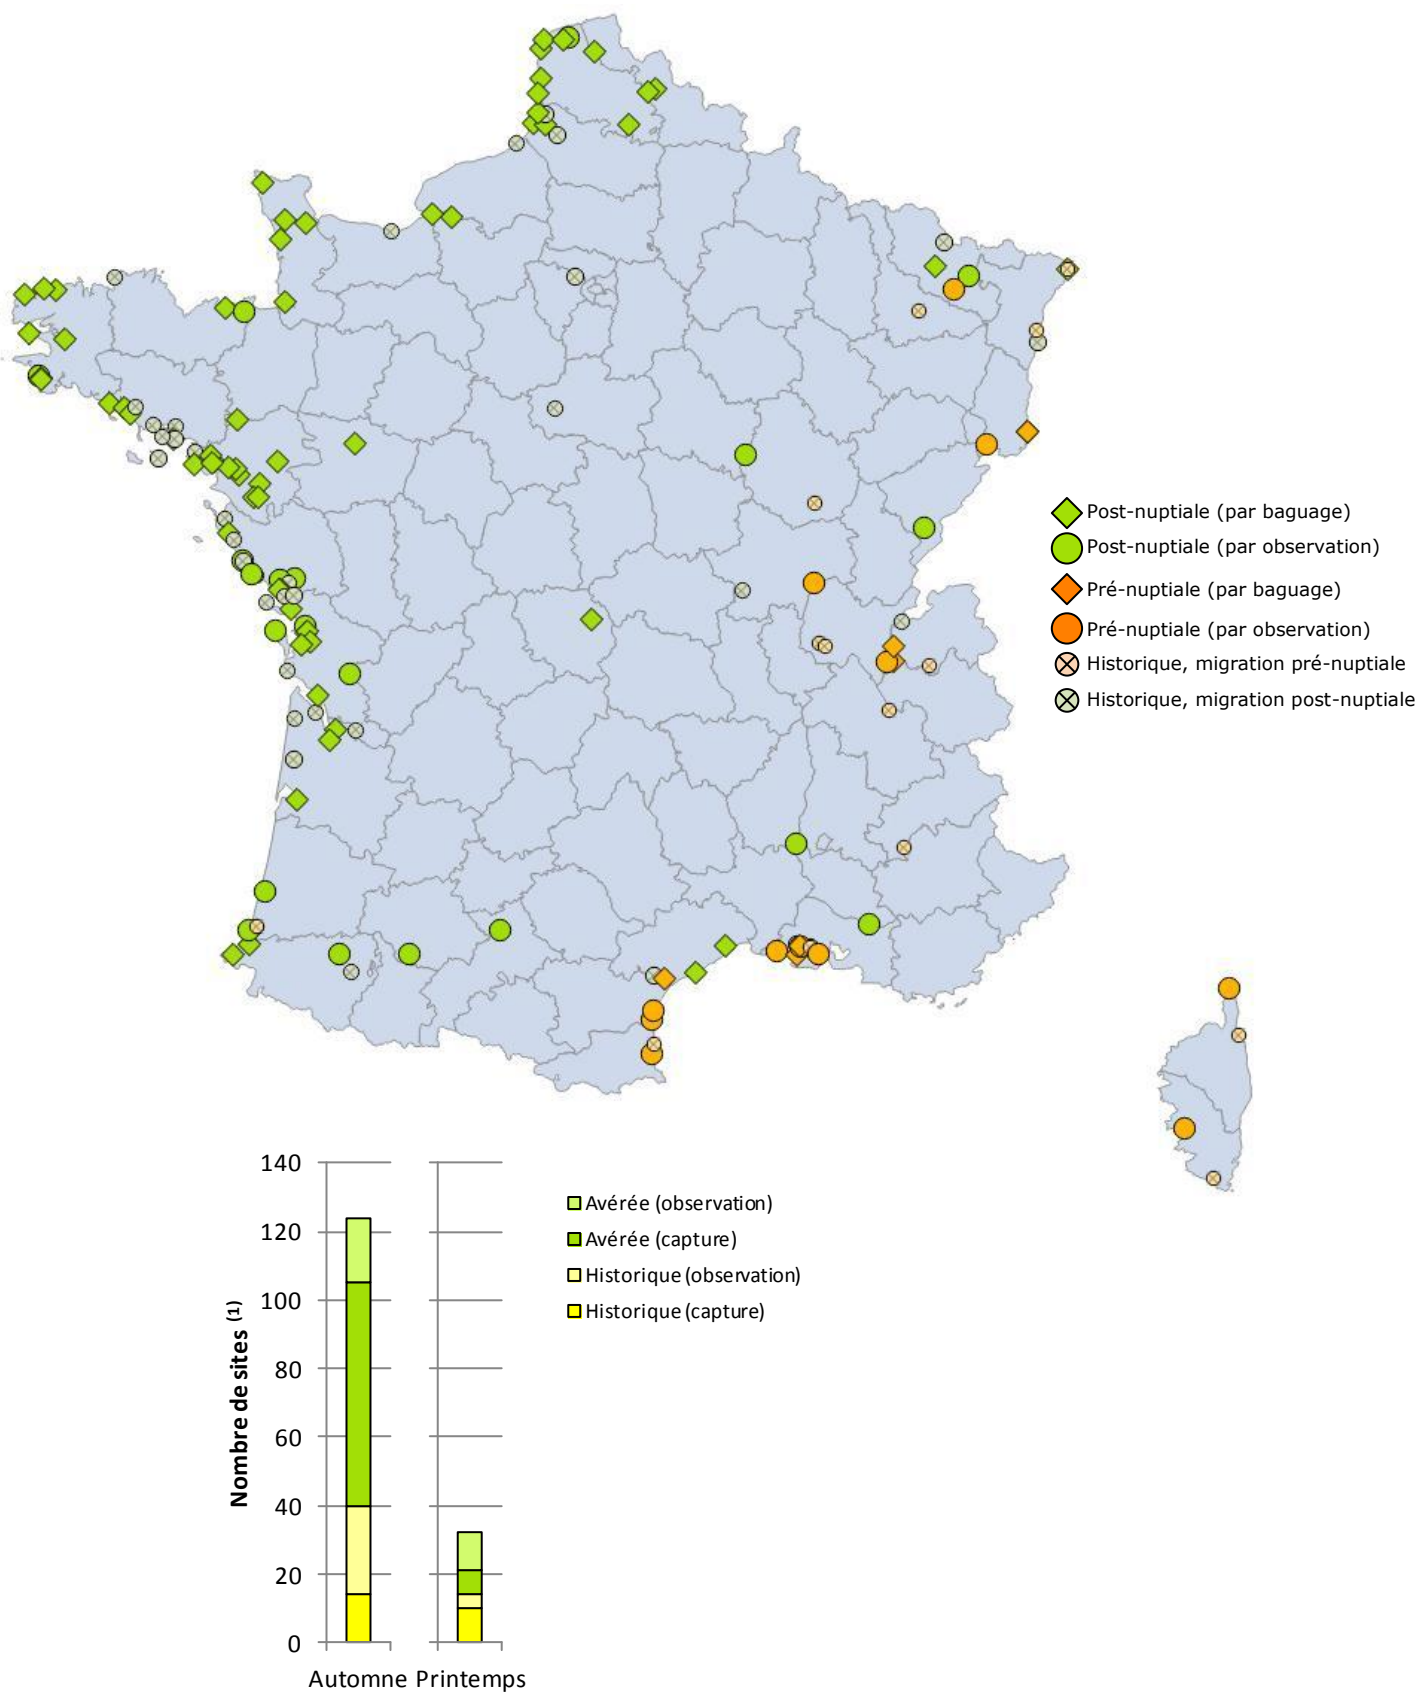 Post-nuptiale (par baguage)
Post-nuptiale (par observation)
Pré-nuptiale (par baguage)
Pré-nuptiale (par observation)
Historique, migration pré-nuptiale
Historique, migration post-nuptiale
140
120
100
80
60
40
20
0
Nombre de sites (1)
Automne Printemps
Avérée (observation)
Avérée (capture)
Historique (observation)
Historique (capture)